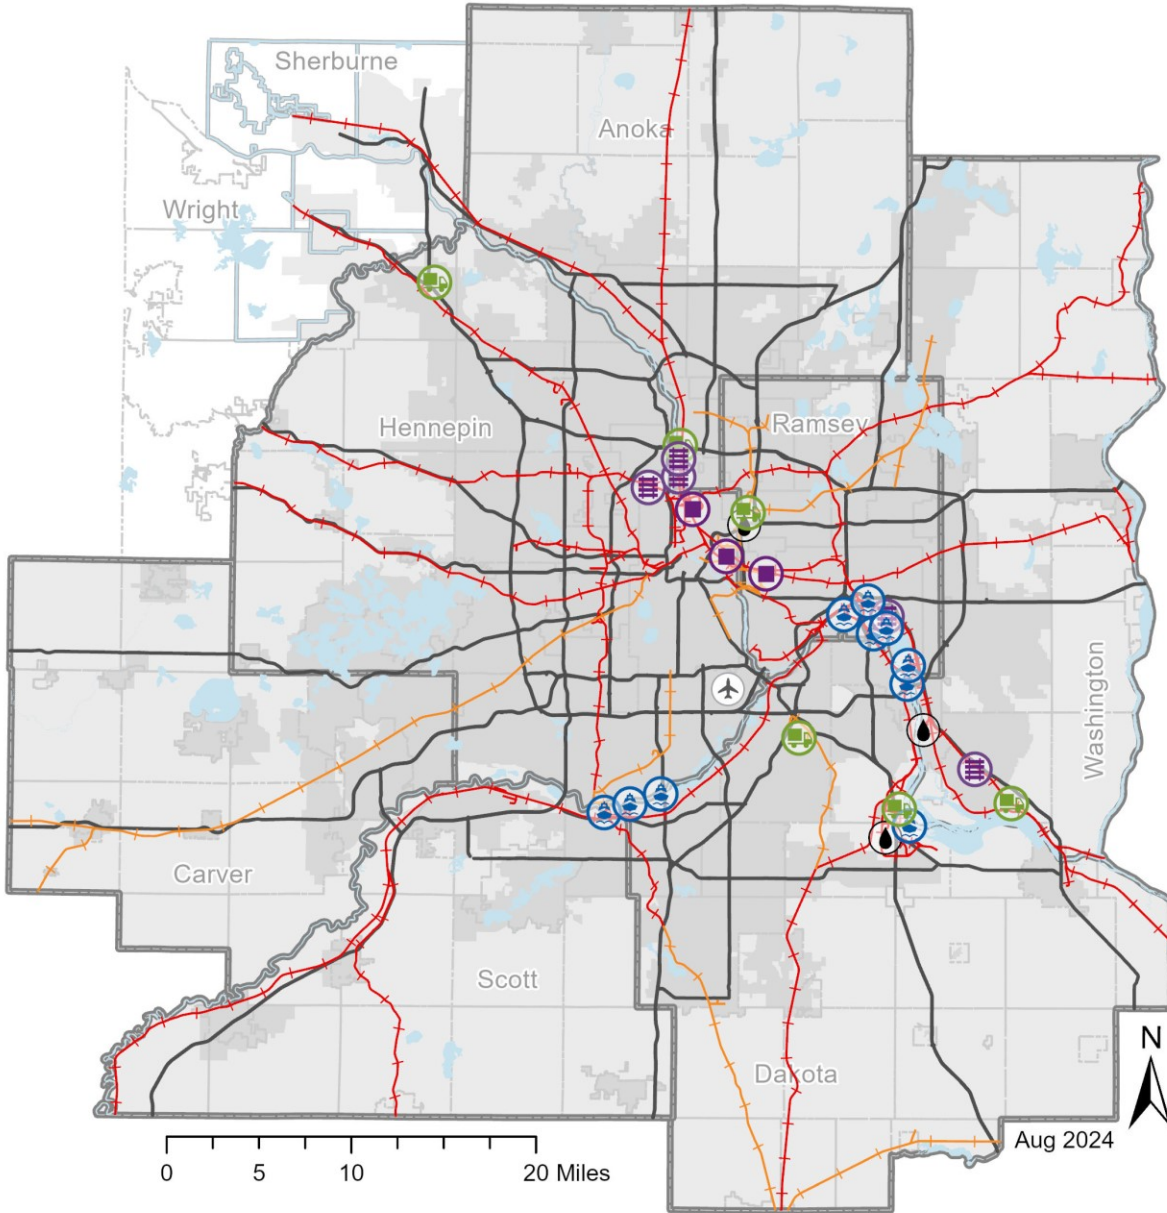 Sherburne
Anoka
Wright
Hennepin
Ramsey
Washington
Carver
Scott
Dakota
N
Aug 2024
0 5 10 20 Miles